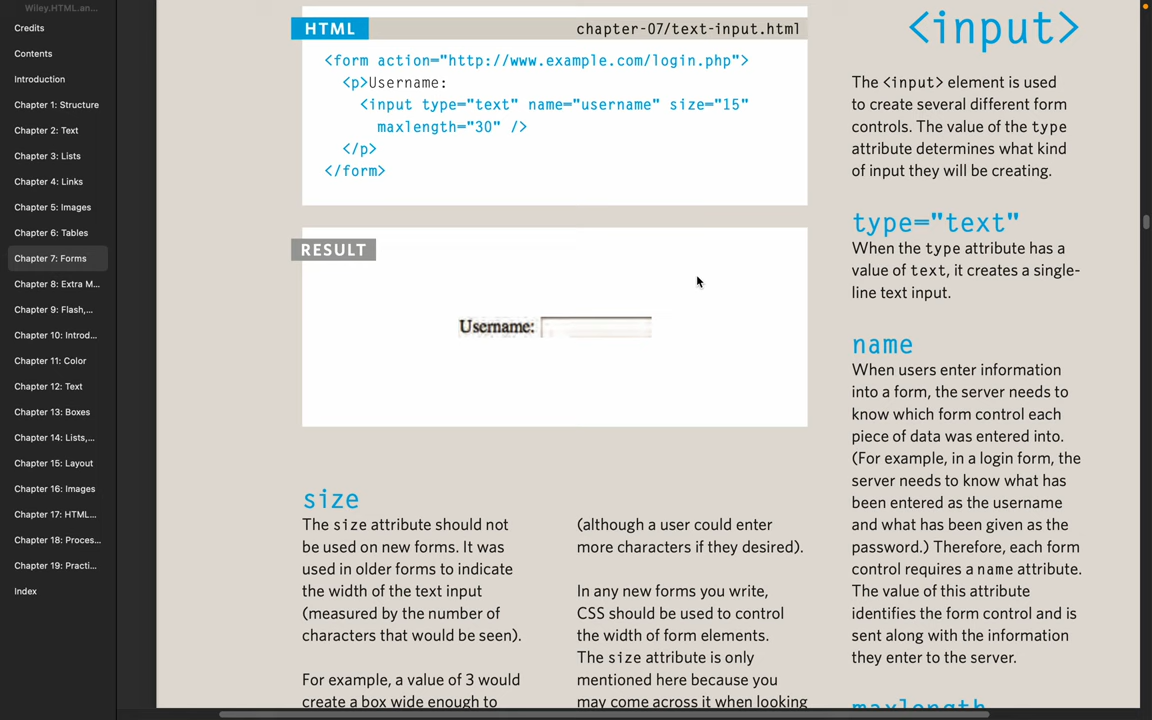 Wiley.HTML.an...
Credits
Contents
Introduction
Chapter 1: Structure
Chapter 2: Text
Chapter 3: Lists
Chapter 4: Links
Chapter 5: Images
Chapter 6: Tables
Chapter 7: Forms
Chapter 8: Extra M...
Chapter 9: Flash,...
Chapter 10: Introd...
Chapter 11: Color
Chapter 12: Text
Chapter 13: Boxes
Chapter 14: Lists,...
Chapter 15: Layout
Chapter 16: Images
Chapter 17: HTML...
Chapter 18: Proces...
Chapter 19: Practi...
Index
HTML
chapter-07/text-input.html
<form action="http://www.example.com/login.php">
<p>Username:
<input type="text" name="username" size="15"
maxlength="30" />
</p>
</form>
RESULT
Username:
size
The size attribute should not
be used on new forms. It was
used in older forms to indicate
the width of the text input
(measured by the number of
characters that would be seen).
For example, a value of 3 would
create a box wide enough to
(although a user could enter
more characters if they desired).
In any new forms you write,
CSS should be used to control
the width of form elements.
The size attribute is only
mentioned here because you
may come across it when looking
<input>
The <input> element is used
to create several different form
controls. The value of the type
attribute determines what kind
of input they will be creating.
type="text"
When the type attribute has a
value of text, it creates a single-
line text input.
name
When users enter information
into a form, the server needs to
know which form control each
piece of data was entered into.
(For example, in a login form, the
server needs to know what has
been entered as the username
and what has been given as the
password.) Therefore, each form
control requires a name attribute.
The value of this attribute
identifies the form control and is
sent along with the information
they enter to the server.
maxlength